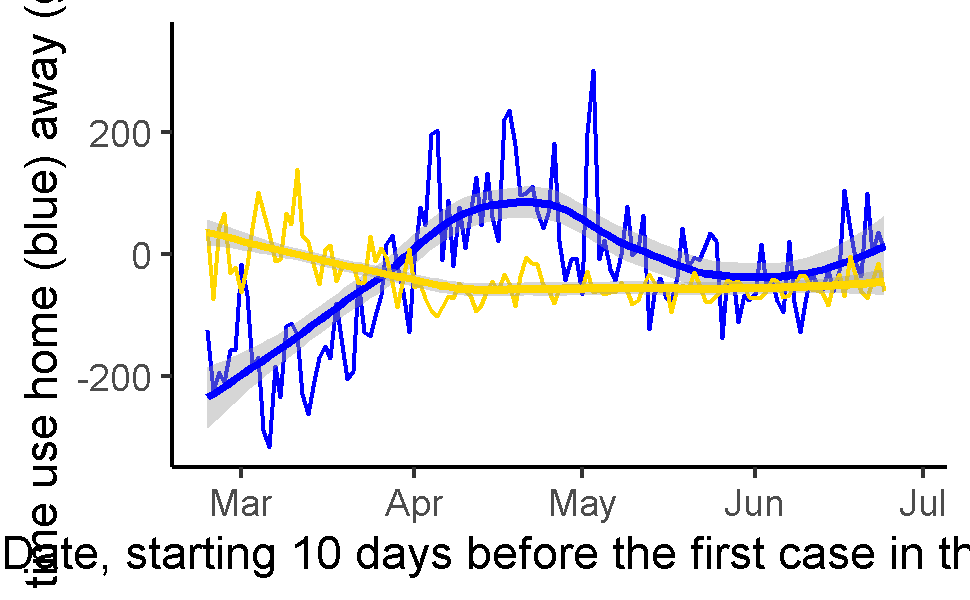 time use home (blue) away (
200
0
-200
Mar Apr May Jun Jul
Date, starting 10 days before the first case in th